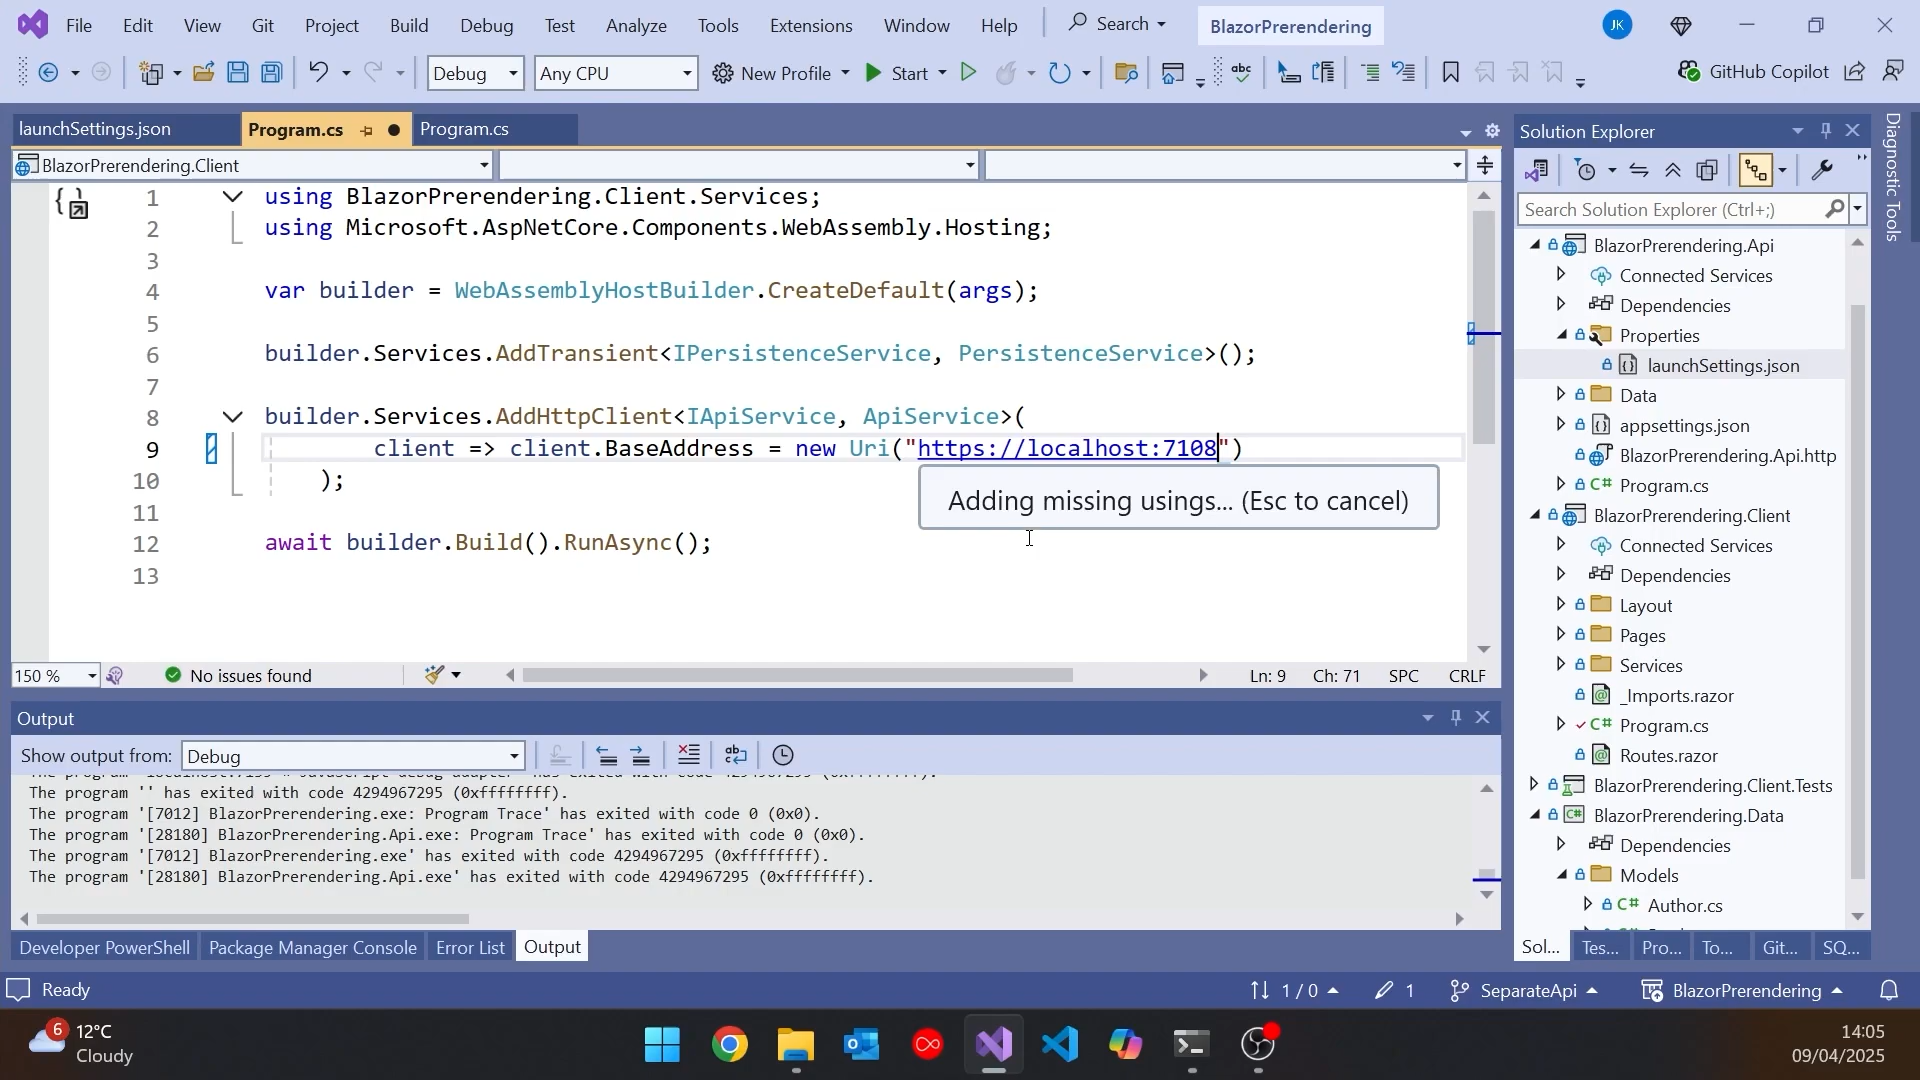 File Edit View Git Project Build Debug Test Analyze Tools Extensions Window Help Search BlazorPrerendering JK
Debug Any CPU New Profile Start GitHub Copilot
launchSettings.json Program.cs Program.cs
BlazorPrerendering.Client
1 using BlazorPrerendering.Client.Services;
2 using Microsoft.AspNetCore.Components.WebAssembly.Hosting;
3
4 var builder = WebAssemblyHostBuilder.CreateDefault(args);
5
6 builder.Services.AddTransient<IPersistenceService, PersistenceService>();
7
8 builder.Services.AddHttpClient<IApiService, ApiService>(
9 client => client.BaseAddress = new Uri("https://localhost:7108")
10 );
Adding missing usings... (Esc to cancel)
11
12 await builder.Build().RunAsync();
13
150 % No issues found Ln: 9 Ch: 71 SPC CRLF
Output
Show output from: Debug
The program '' has exited with code 4294967295 (0xffffffff).
The program '[7012] BlazorPrerendering.exe: Program Trace' has exited with code 0 (0x0).
The program '[28180] BlazorPrerendering.Api.exe: Program Trace' has exited with code 0 (0x0).
The program '[7012] BlazorPrerendering.exe' has exited with code 4294967295 (0xffffffff).
The program '[28180] BlazorPrerendering.Api.exe' has exited with code 4294967295 (0xffffffff).
Developer PowerShell Package Manager Console Error List Output
Solution Explorer
Search Solution Explorer (Ctrl+;)
BlazorPrerendering.Api
Connected Services
Dependencies
Properties
launchSettings.json
Data
appsettings.json
BlazorPrerendering.Api.http
C# Program.cs
BlazorPrerendering.Client
Connected Services
Dependencies
Layout
Pages
Services
_Imports.razor
C# Program.cs
Routes.razor
BlazorPrerendering.Client.Tests
C# BlazorPrerendering.Data
Dependencies
Models
C# Author.cs
Sol... Tes... Pro... To... Git... SQ...
Diagnostic Tools
Ready 1 / 0 1 SeparateApi BlazorPrerendering
6 12°C
Cloudy
14:05
09/04/2025